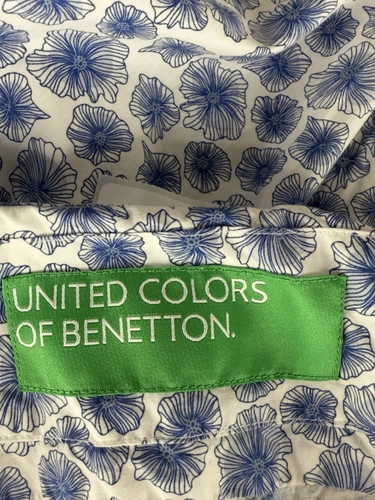 UNITED COLORS
OF BENETTON.